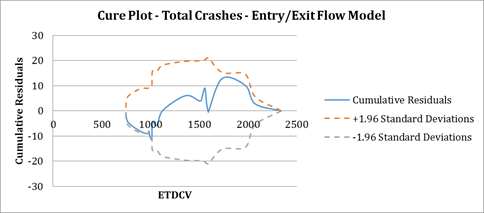 Cure Plot - Total Crashes - Entry/Exit Flow Model
Cumulative Residuals
30
20
10
0
-10
-20
-30
0
500
1000
1500
2000
2500
ETDCV
Cumulative Residuals
+1.96 Standard Deviations
-1.96 Standard Deviations